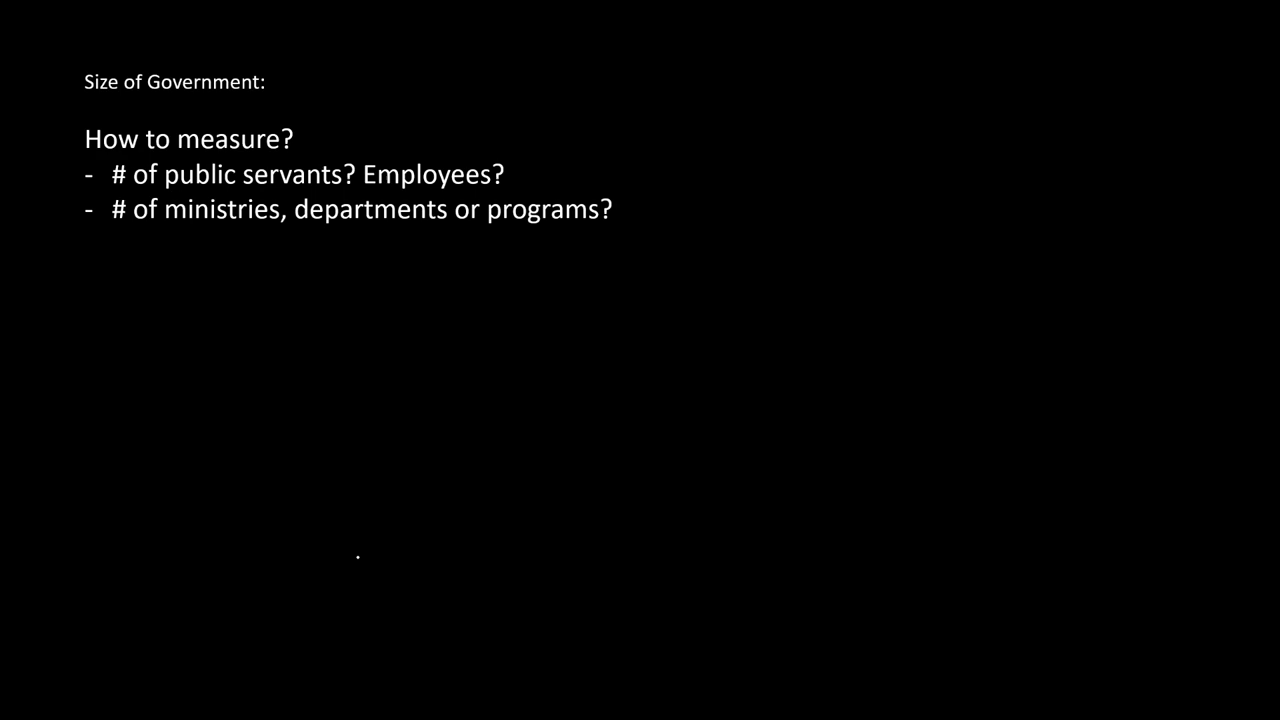 Size of Government:
How to measure?
- # of public servants? Employees?
- # of ministries, departments or programs?